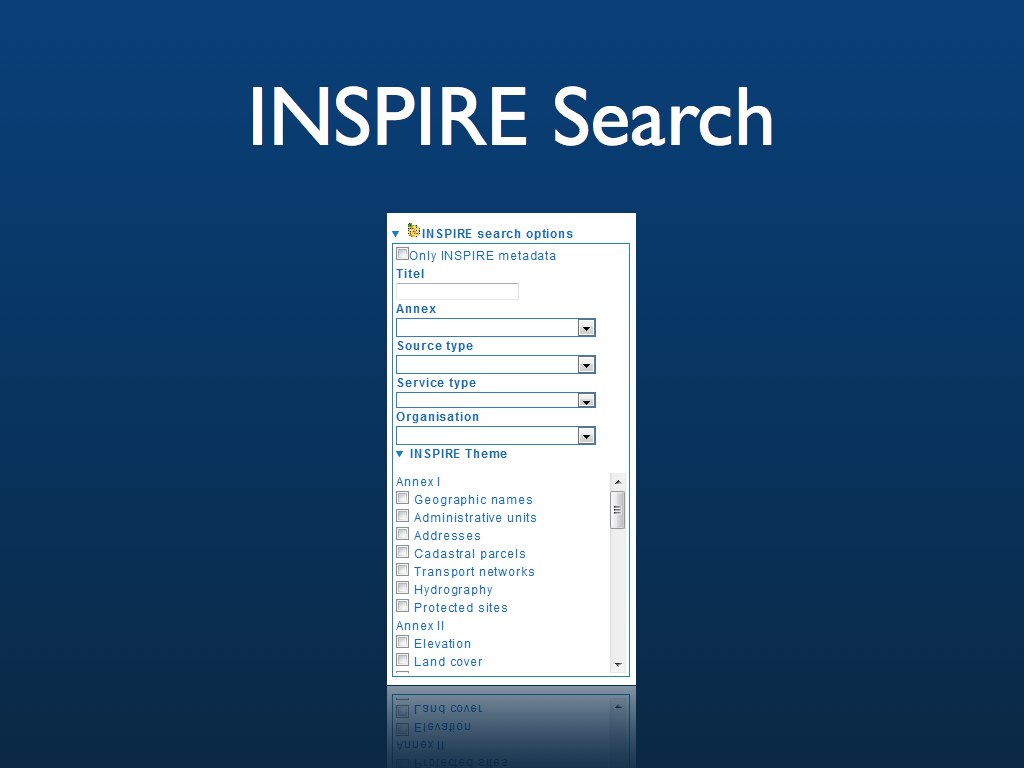 INSPIRE Search
INSPIRE search options
Only INSPIRE metadata
Titel
Annex
Source type
Service type
Organisation
INSPIRE Theme
Annex I
Geographic names
Administrative units
Addresses
Cadastral parcels
Transport networks
Hydrography
Protected sites
Annex II
Elevation
Land cover